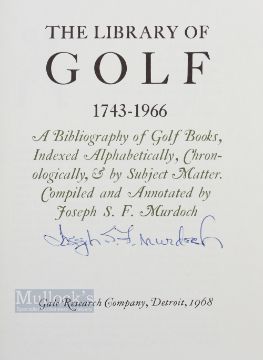 THE LIBRARY OF
GOLF
1743-1966
A Bibliography of Golf Books,
Indexed Alphabetically, Chron-
ologically, & by Subject Matter.
Compiled and Annotated by
Joseph S. F. Murdoch
Joseph S. F. Murdoch
Gale Research Company, Detroit, 1968
Mullock's